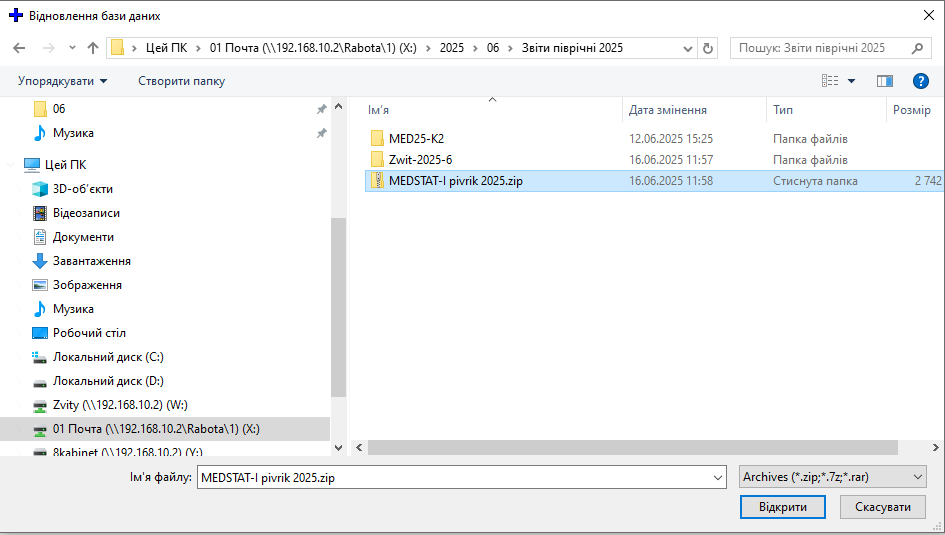 Відновлення бази даних
Цей ПК › 01 Почта (\\192.168.10.2\Rabota\1) (X:) › 2025 › 06 › Звіти піврічні 2025
Пошук: Звіти піврічні 2025
Упорядкувати
Створити папку
06
Музика
Цей ПК
3D-об'єкти
Відеозаписи
Документи
Завантаження
Зображення
Музика
Робочий стіл
Локальний диск (C:)
Локальний диск (D:)
Zvity (\\192.168.10.2) (W:)
01 Почта (\\192.168.10.2\Rabota\1) (X:)
8kabinet (\\192.168.10.2) (Y:)
Ім'я Дата змінення Тип Розмір
MED25-K2 12.06.2025 15:25 Папка файлів
Zwit-2025-6 16.06.2025 11:57 Папка файлів
MEDSTAT-I pivrik 2025.zip 16.06.2025 11:58 Стиснута папка 2 742
Ім'я файлу: MEDSTAT-I pivrik 2025.zip
Archives (*.zip;*.7z;*.rar)
Відкрити
Скасувати